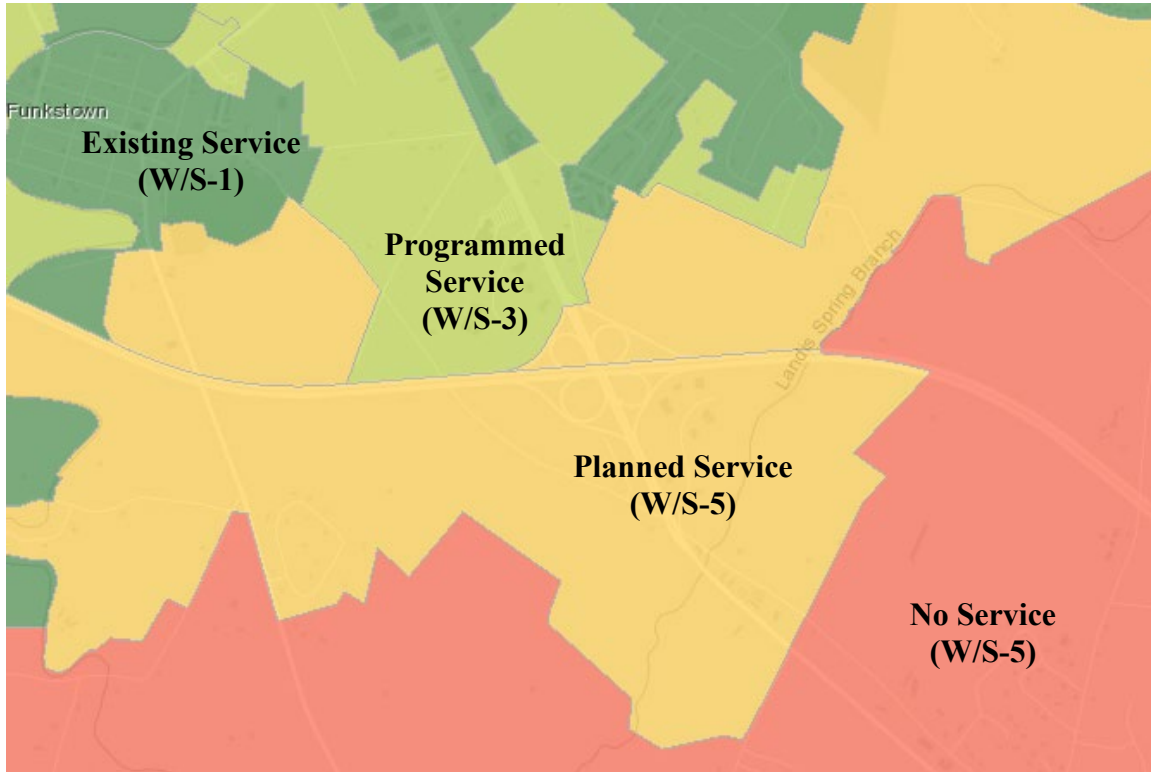 Funkstown
Existing Service
(W/S-1)
Programmed
Service
(W/S-3)
Landis Spring Branch
Planned Service
(W/S-5)
No Service
(W/S-5)